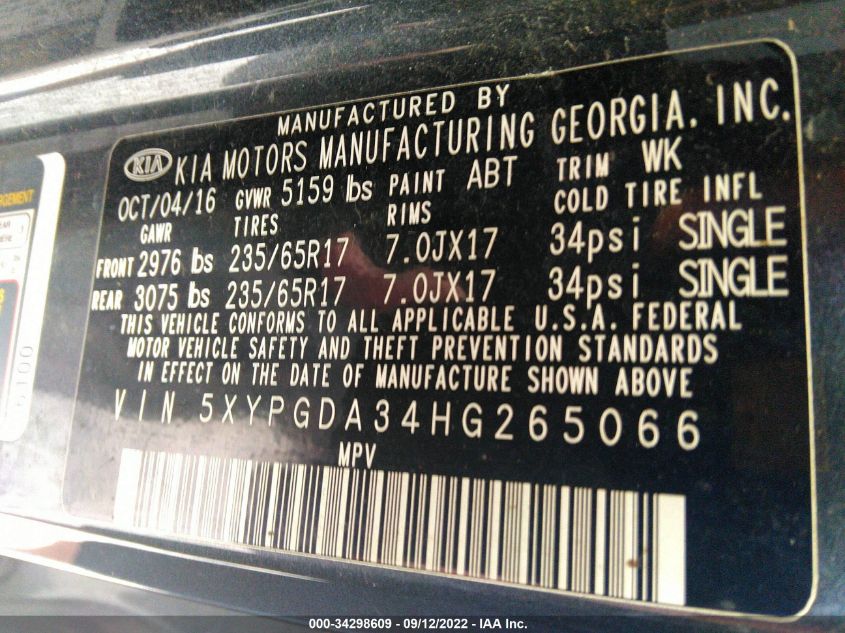 MANUFACTURED BY
KIA KIA MOTORS MANUFACTURING GEORGIA, INC.
OCT/04/16 GVWR 5159 lbs PAINT ABT TRIM WK
GAWR TIRES RIMS COLD TIRE INFL
FRONT 2976 lbs 235/65R17 7.0JX17 34psi SINGLE
REAR 3075 lbs 235/65R17 7.0JX17 34psi SINGLE
THIS VEHICLE CONFORMS TO ALL APPLICABLE U.S.A. FEDERAL
MOTOR VEHICLE SAFETY AND THEFT PREVENTION STANDARDS
IN EFFECT ON THE DATE OF MANUFACTURE SHOWN ABOVE
VIN 5XYPGDA34HG265066
MPV
000-34298609 - 09/12/2022 - IAA Inc.